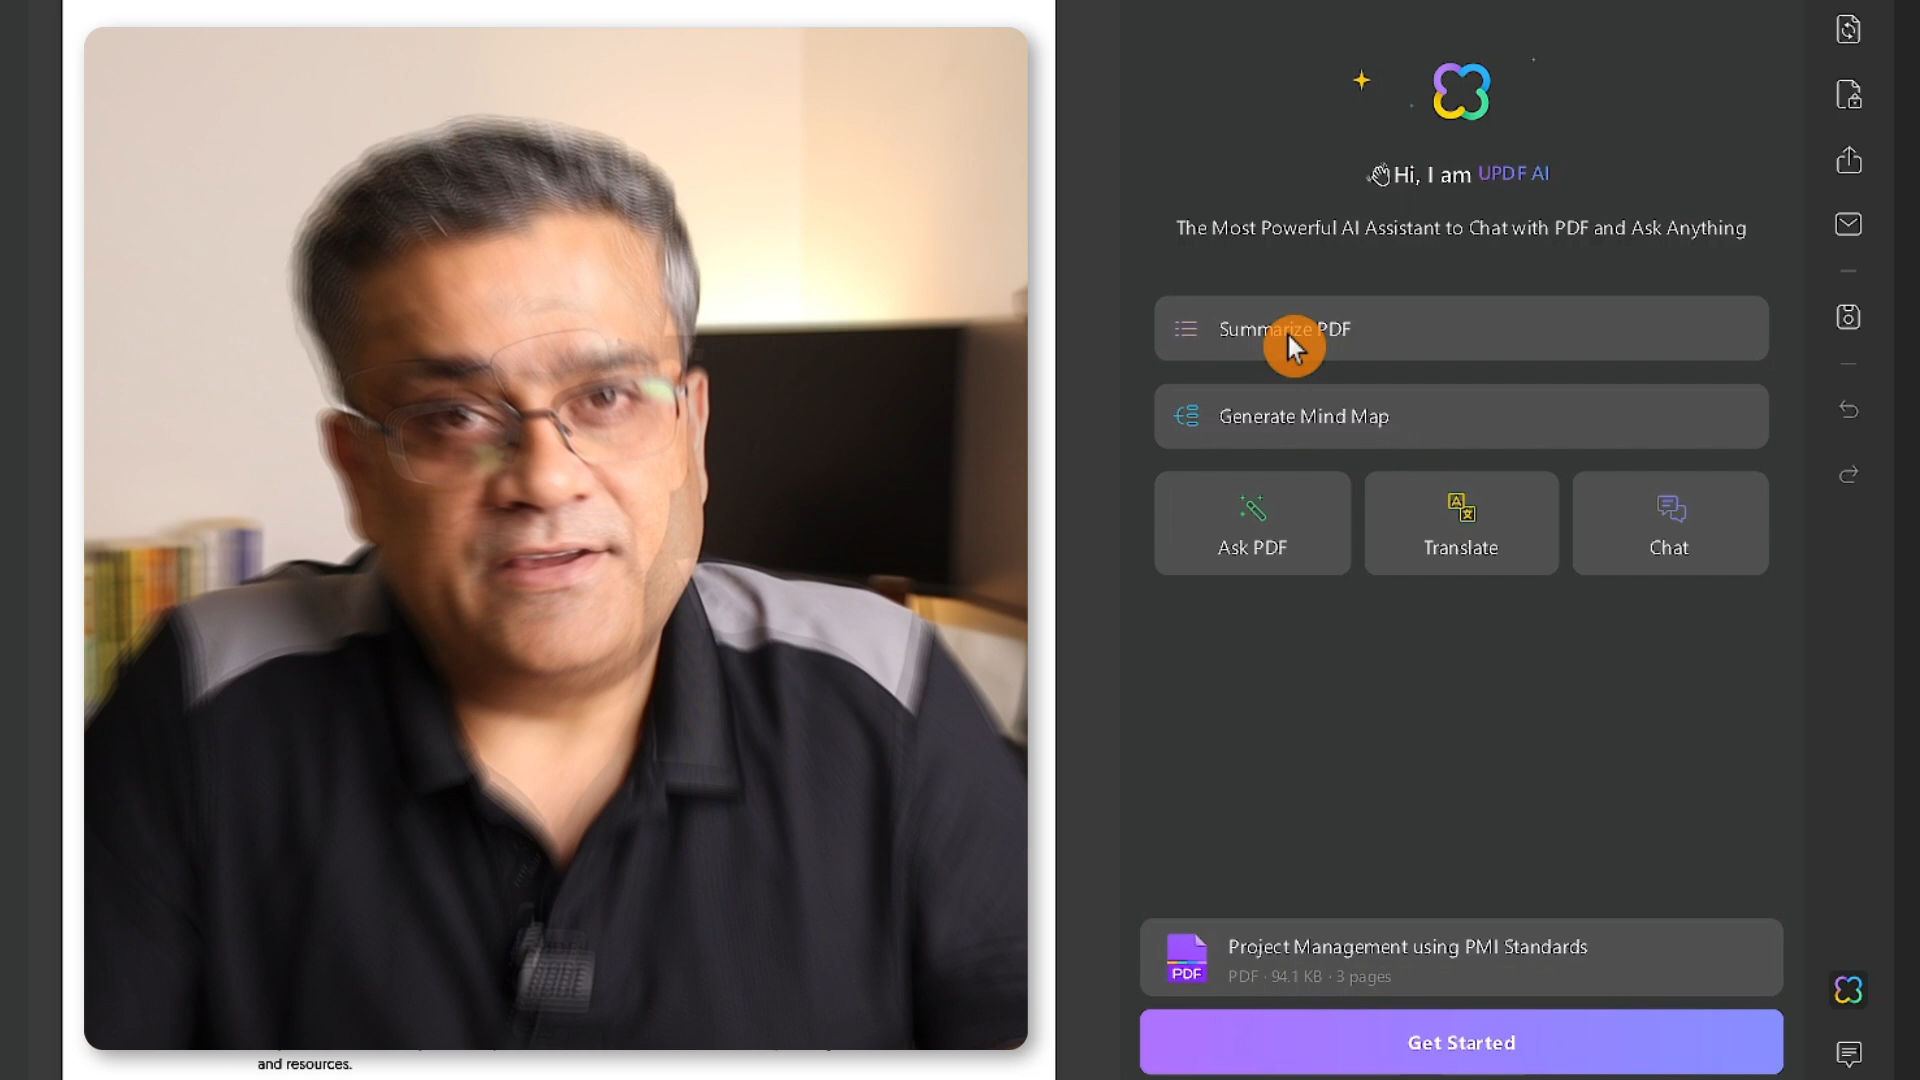 Hi, I am UPDF AI
The Most Powerful AI Assistant to Chat with PDF and Ask Anything
Summarize PDF
Generate Mind Map
Ask PDF
Translate
Chat
Project Management using PMI Standards
PDF
PDF · 94.1 KB · 3 pages
Get Started
and resources.